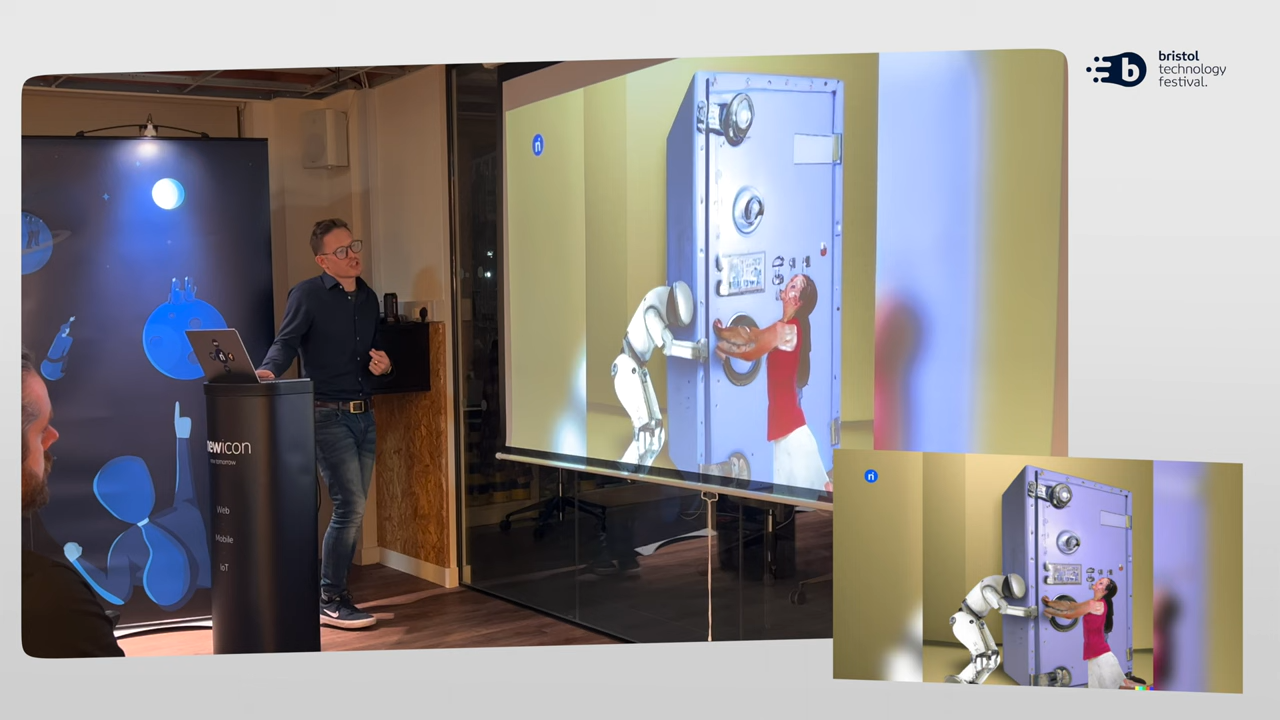 bristol
technology
festival.
b
newicon
Web
Mobile
IoT